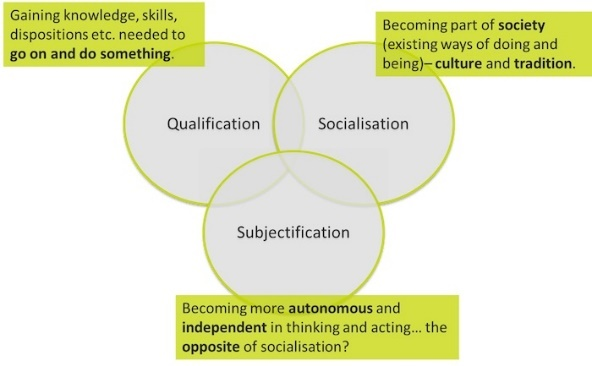 Gaining knowledge, skills,
dispositions etc. needed to
go on and do something.
Becoming part of society
(existing ways of doing and
being)– culture and tradition.
Qualification
Socialisation
Subjectification
Becoming more autonomous and
independent in thinking and acting... the
opposite of socialisation?